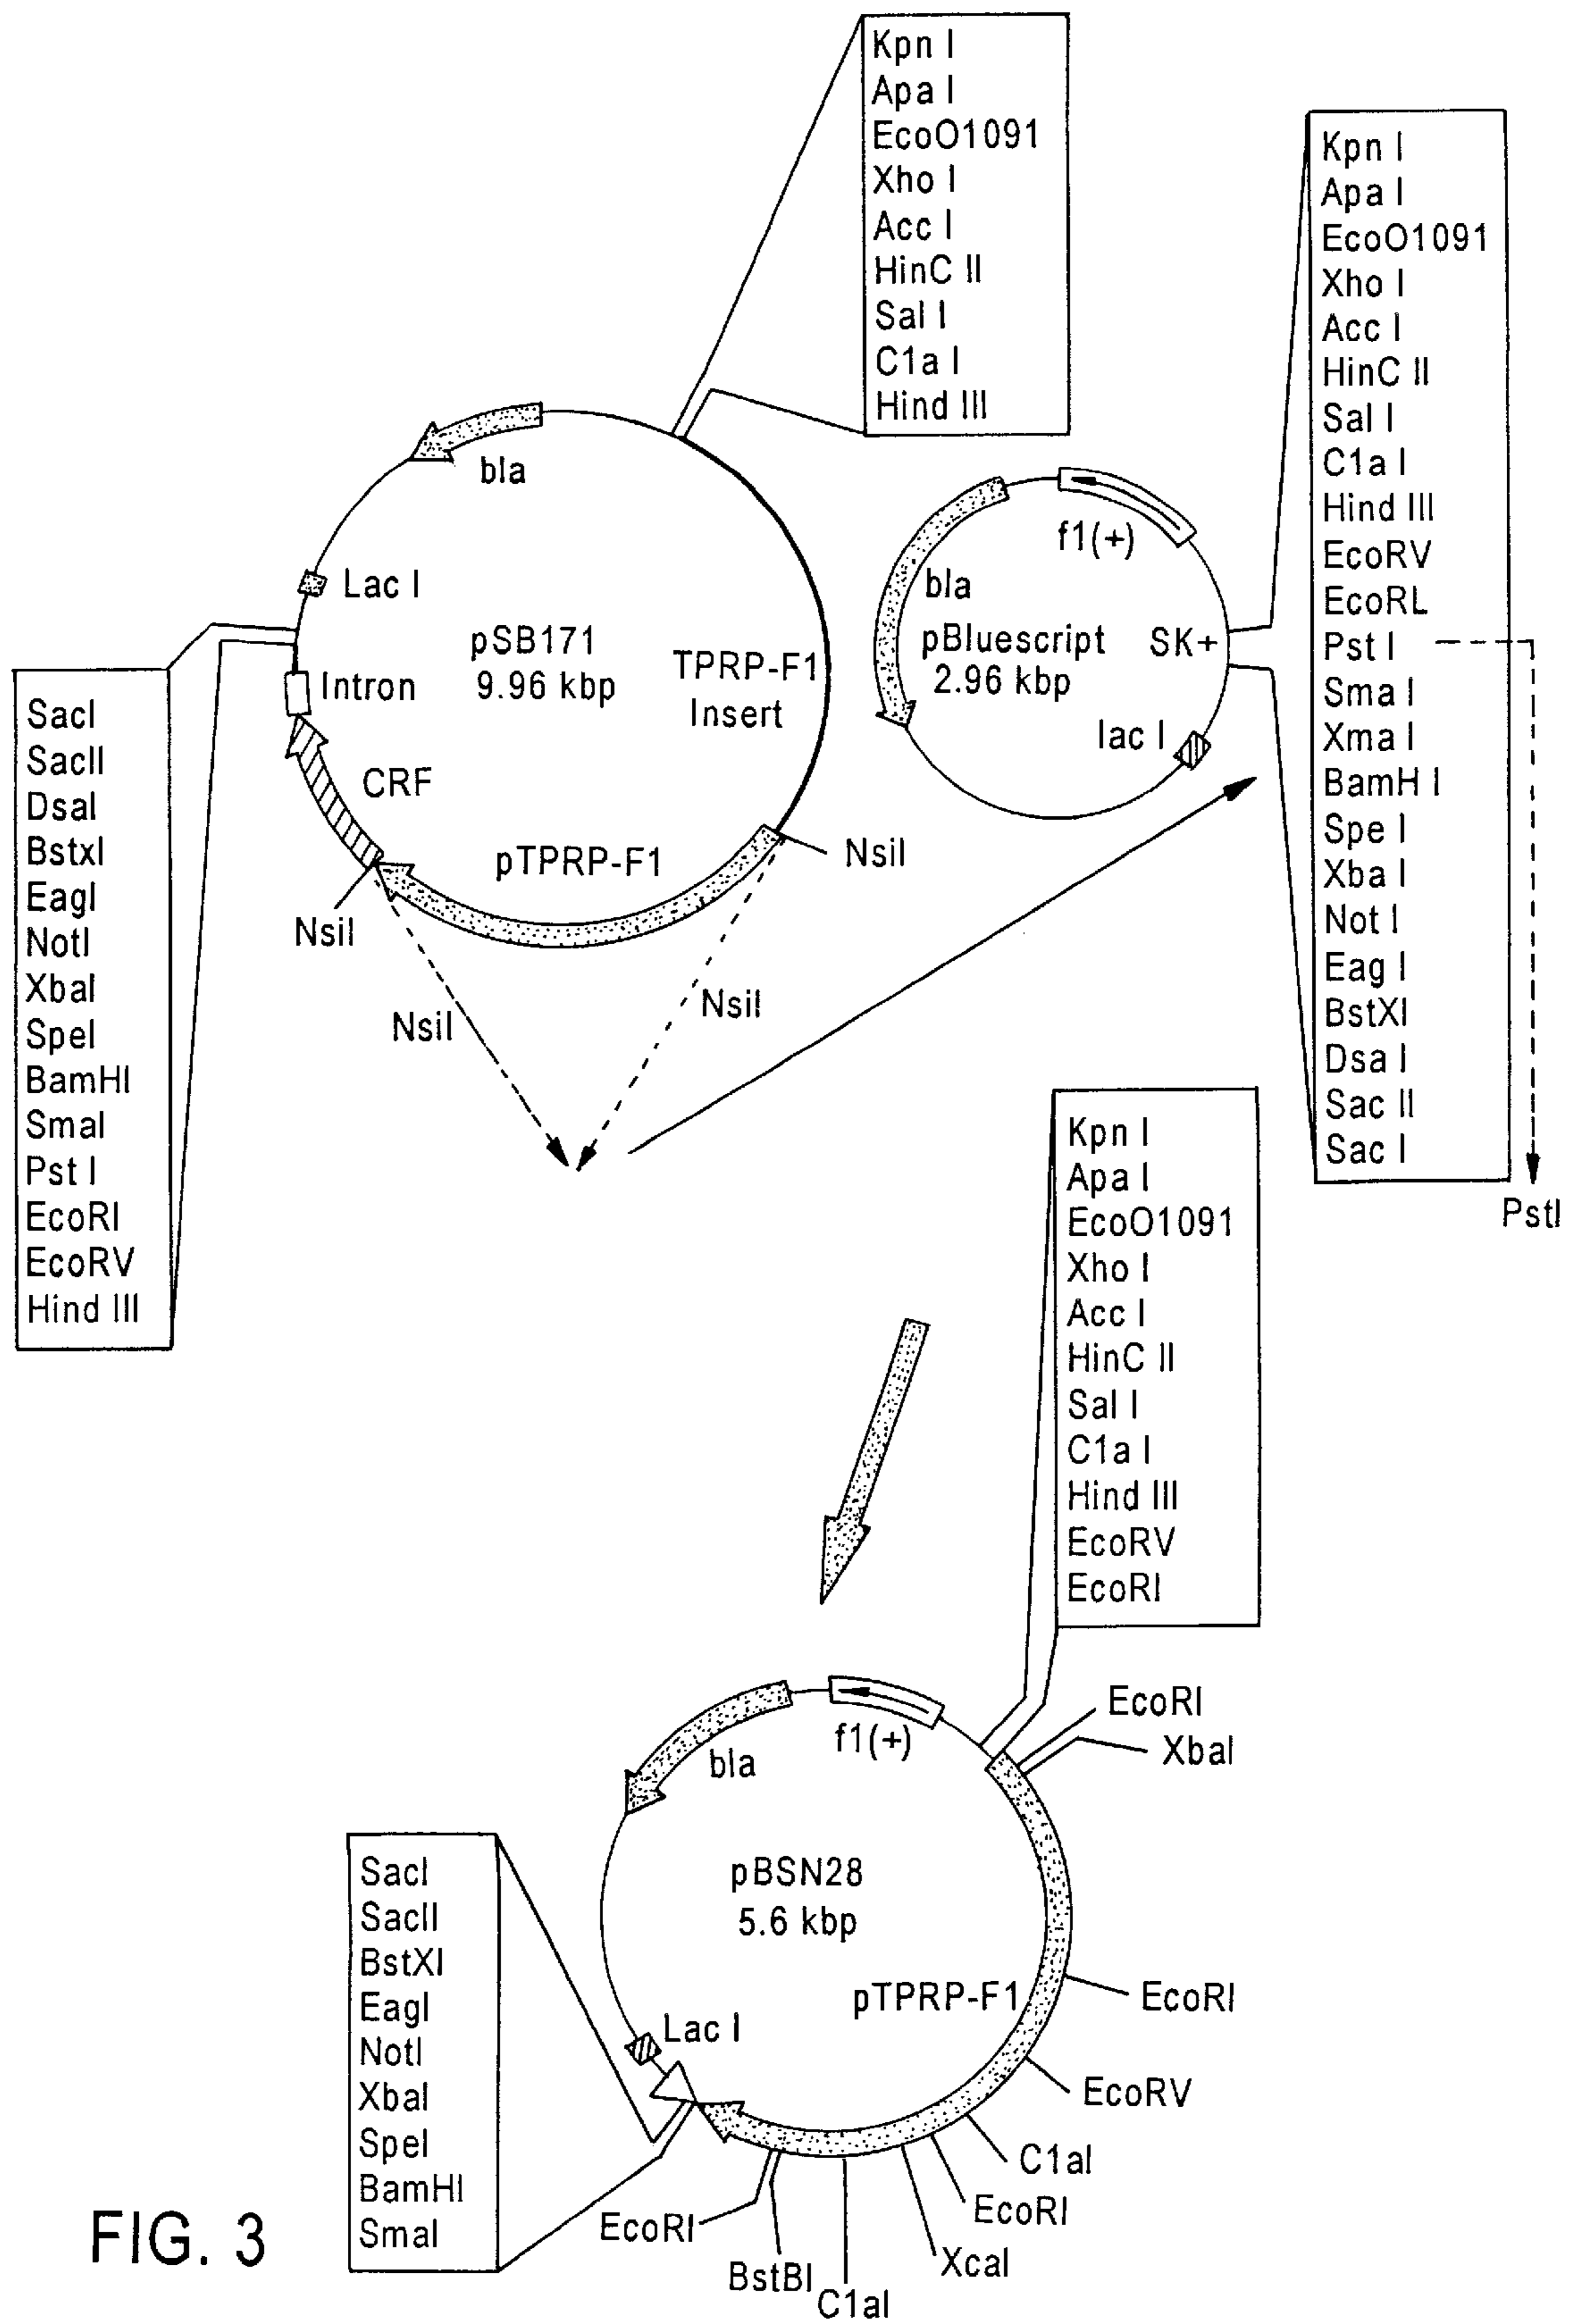 Kpn I
Apa I
EcoO1091
Xho I
Acc I
HinC II
Sal I
C1a I
Hind III
Kpn I
Apa I
EcoO1091
Xho I
Acc I
HinC II
Sal I
C1a I
Hind III
EcoRV
EcoRL
Pst I
Sma I
Xma I
BamH I
Spe I
Xba I
Not I
Eag I
BstXI
Dsa I
Sac II
Sac I
PstI
bla
Lac I
pSB171
9.96 kbp
TPRP-F1
Insert
Intron
CRF
pTPRP-F1
NsiI
NsiI
NsiI
NsiI
f1(+)
bla
pBluescript
2.96 kbp
SK+
lac I
SacI
SacII
DsaI
BstxI
EagI
NotI
XbaI
SpeI
BamHI
SmaI
Pst I
EcoRI
EcoRV
Hind III
Kpn I
Apa I
EcoO1091
Xho I
Acc I
HinC II
Sal I
C1a I
Hind III
EcoRV
EcoRI
EcoRI
XbaI
f1(+)
bla
pBSN28
5.6 kbp
pTPRP-F1
Lac I
EcoRI
EcoRV
C1aI
EcoRI
XcaI
C1aI
BstBI
EcoRI
SacI
SacII
BstXI
EagI
NotI
XbaI
SpeI
BamHI
SmaI
FIG. 3